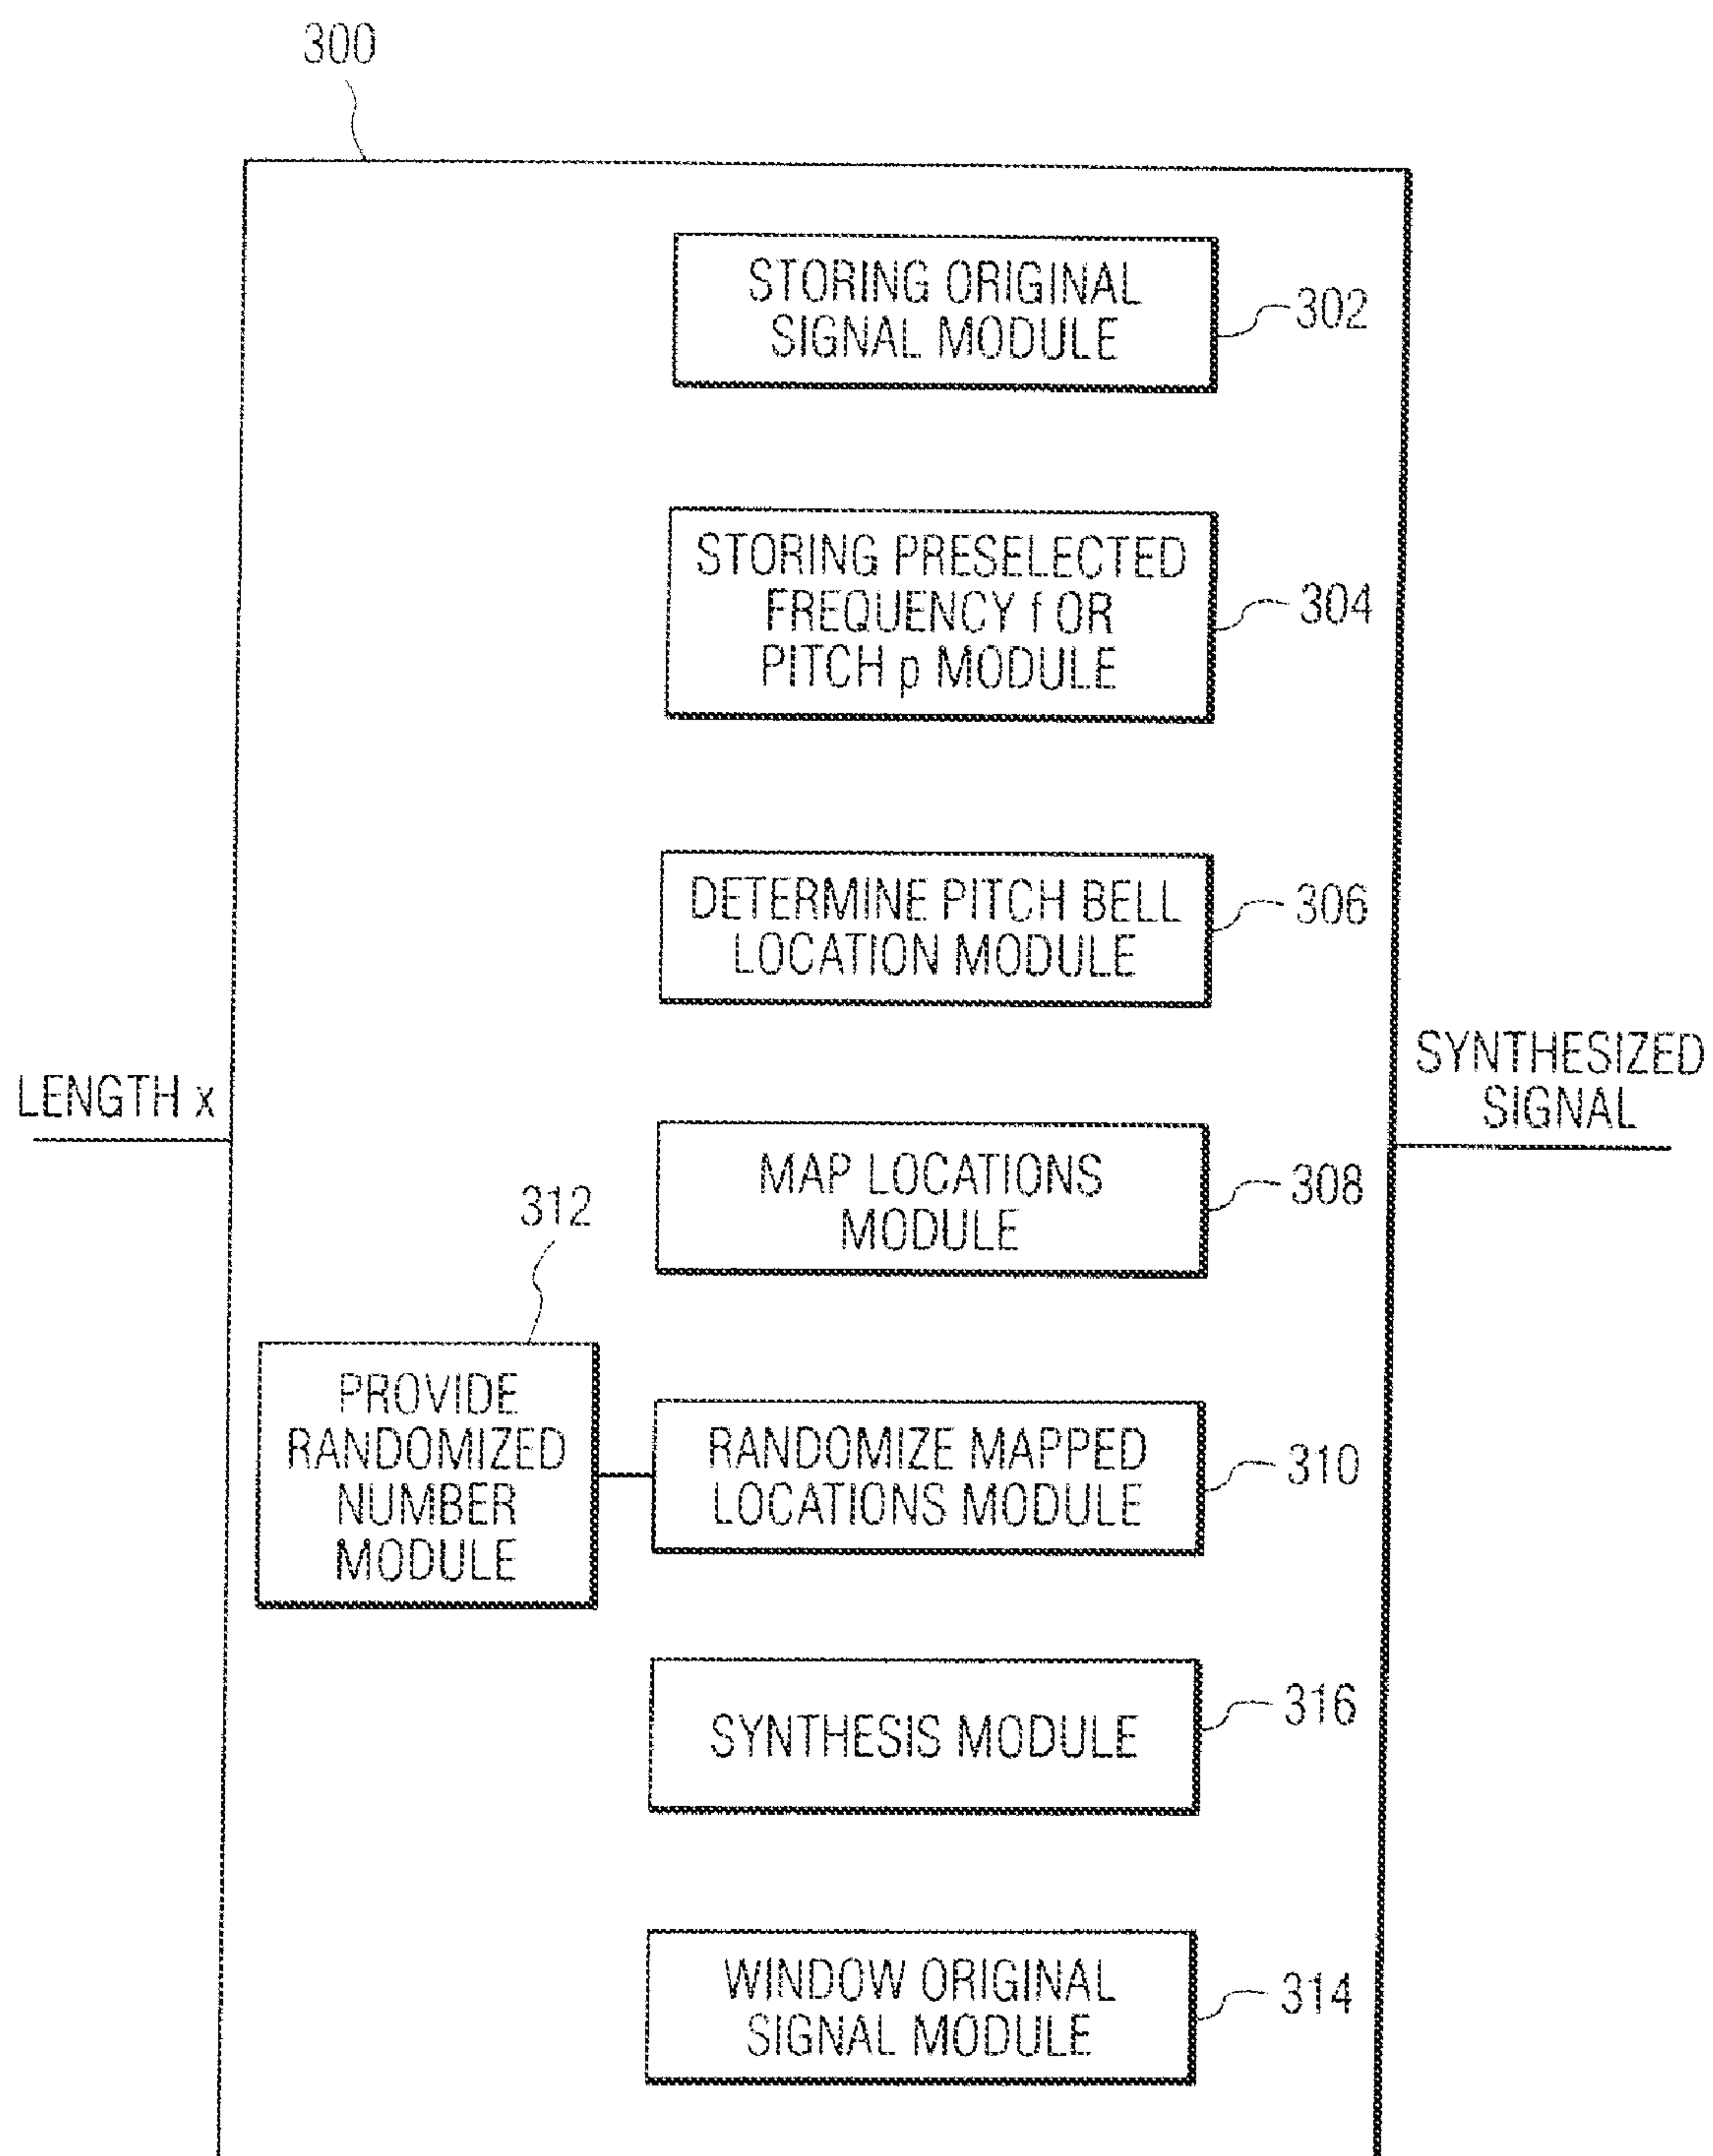 300
STORING ORIGINAL
SIGNAL MODULE
302
STORING PRESELECTED
FREQUENCY f OR
PITCH p MODULE
304
DETERMINE PITCH BELL
LOCATION MODULE
306
LENGTH x
SYNTHESIZED
SIGNAL
MAP LOCATIONS
MODULE
308
312
PROVIDE
RANDOMIZED
NUMBER
MODULE
RANDOMIZE MAPPED
LOCATIONS MODULE
310
SYNTHESIS MODULE
316
WINDOW ORIGINAL
SIGNAL MODULE
314